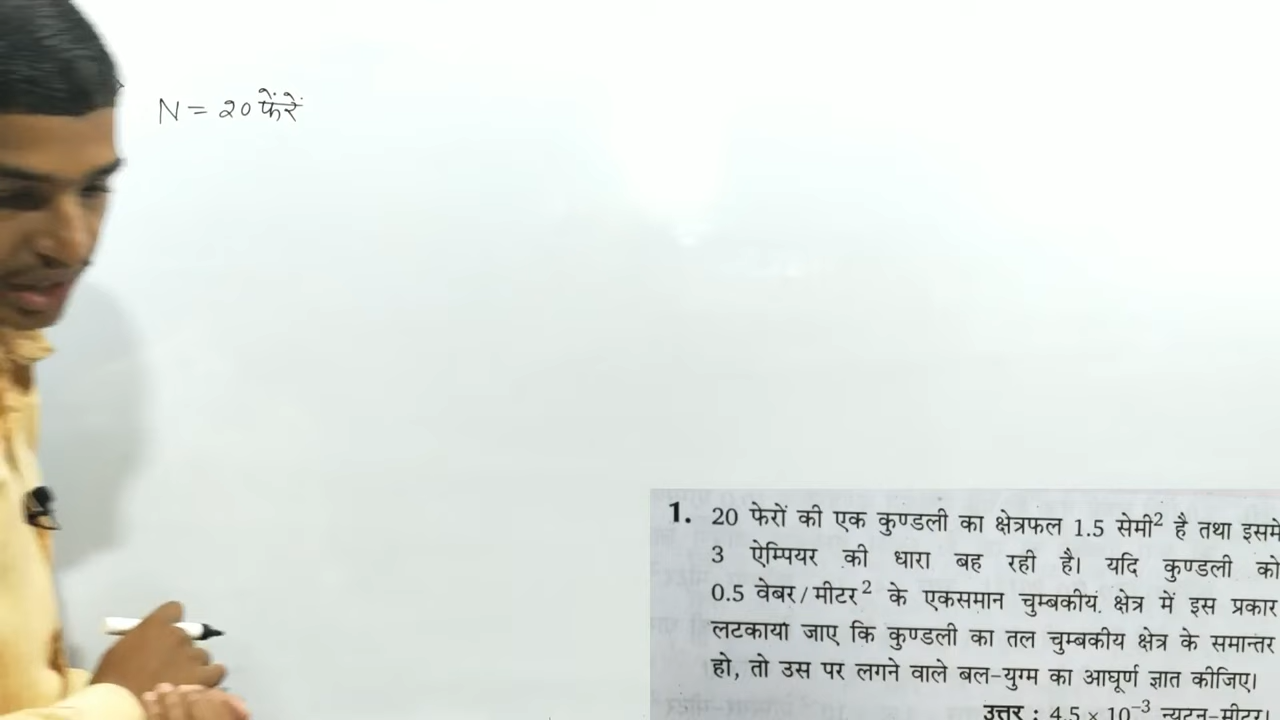 N = 20 फेरें
1. 20 फेरों की एक कुण्डली का क्षेत्रफल 1.5 सेमी² है तथा इसमें
3 ऐम्पियर की धारा बह रही है। यदि कुण्डली को
0.5 वेबर/मीटर² के एकसमान चुम्बकीय क्षेत्र में इस प्रकार
लटकाया जाए कि कुण्डली का तल चुम्बकीय क्षेत्र के समान्तर
हो, तो उस पर लगने वाले बल-युग्म का आघूर्ण ज्ञात कीजिए।
उत्तर : 4.5 × 10⁻³ न्यूटन-मीटर।